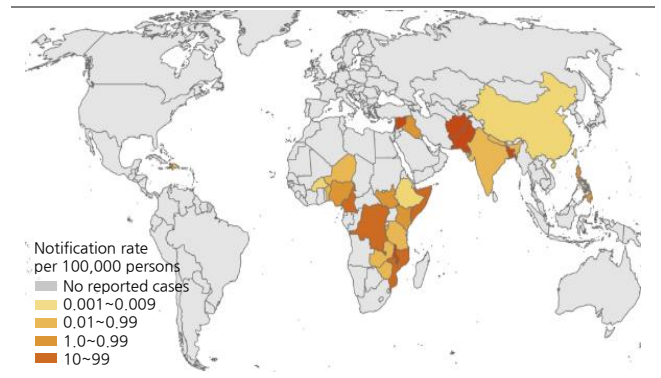 Notification rate
per 100,000 persons
No reported cases
0.001~0,009
0.01~0.99
1.0~0.99
10~99